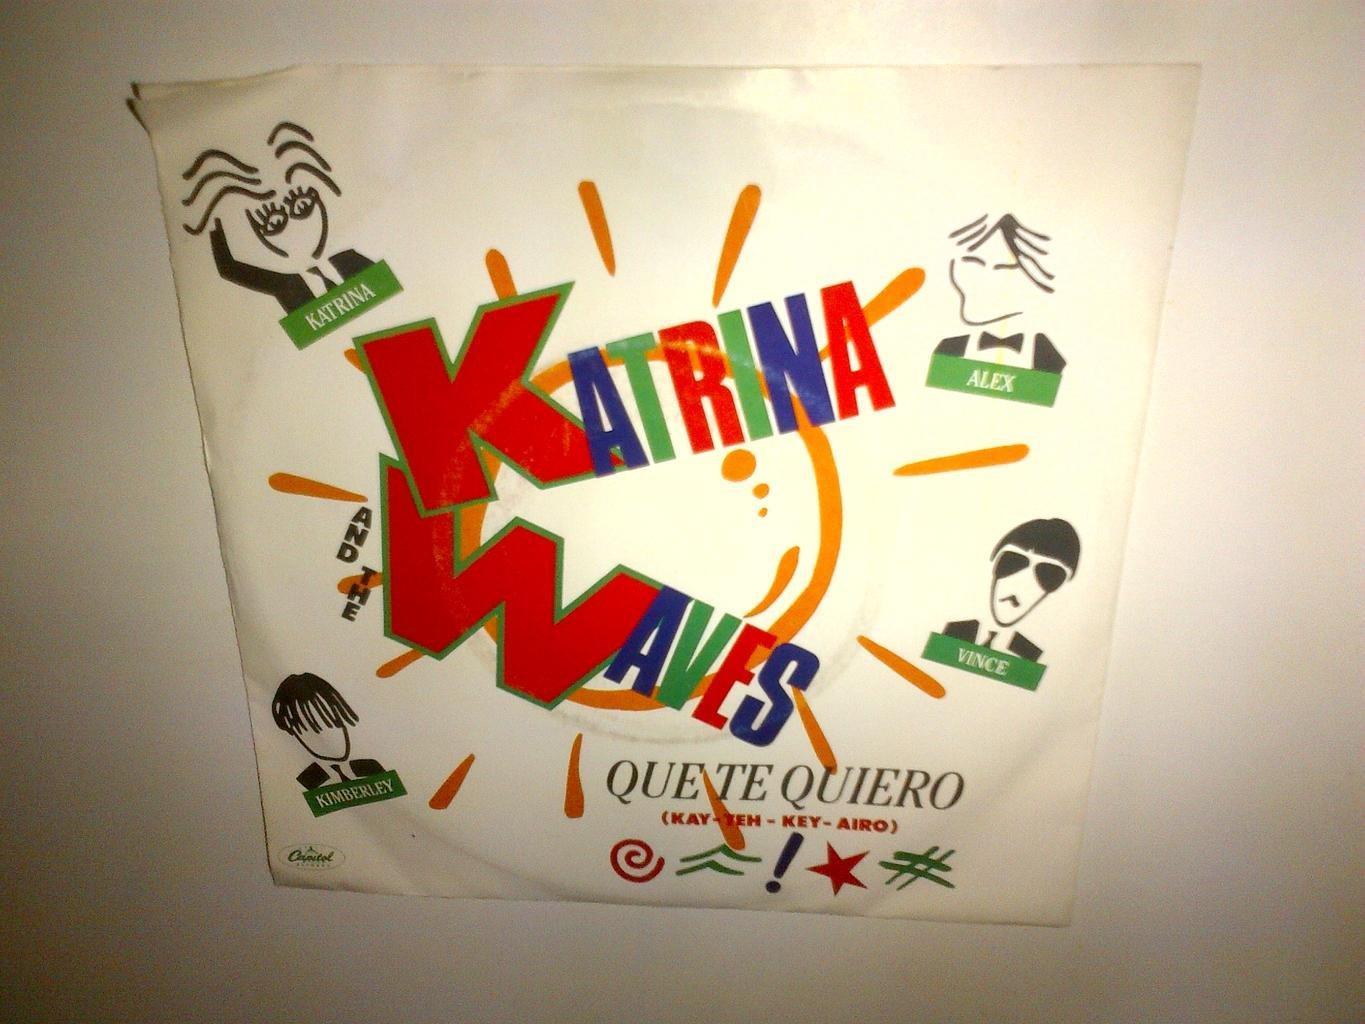 KATRINA
ALEX
KATRINA
AND THE
WAVES
VINCE
KIMBERLEY
QUE TE QUIERO
(KAY-TEH-KEY-AIRO)
Capitol